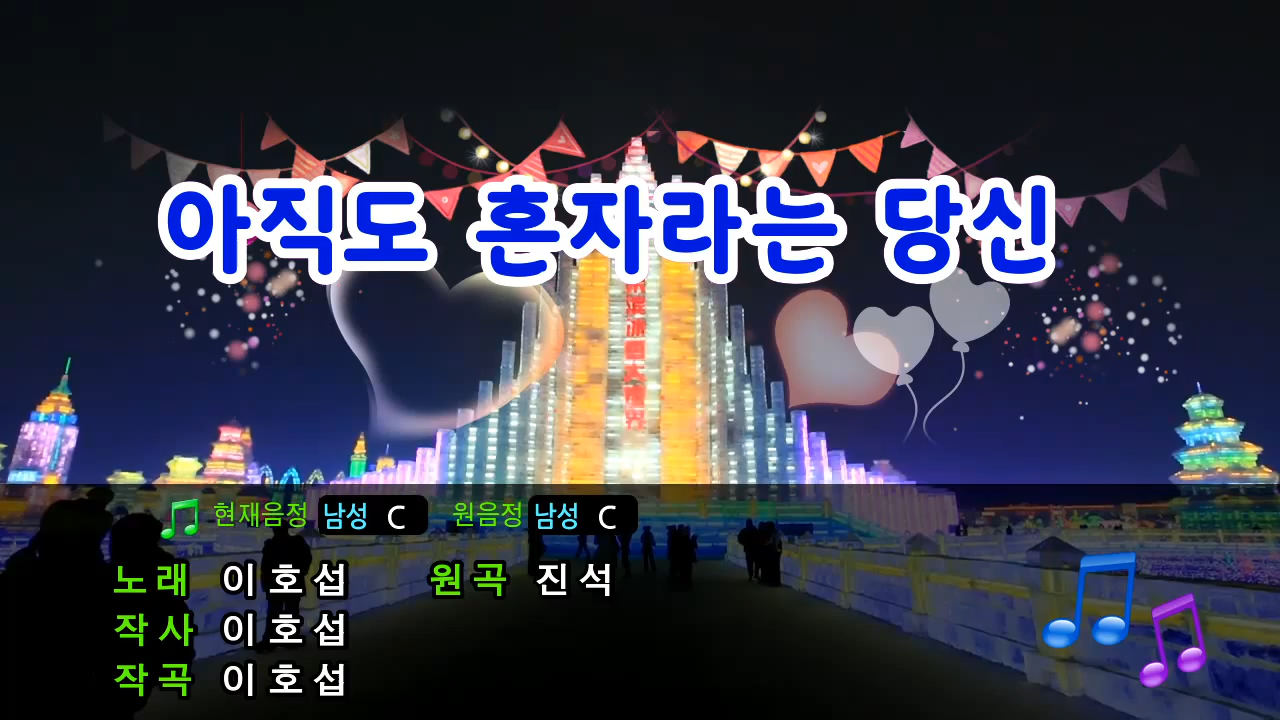 아직도 혼자라는 당신
현재음정 남성 C 원음정 남성 C
노래 이호섭 원곡 진석
작사 이호섭
작곡 이호섭